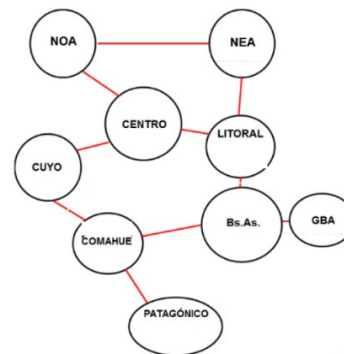 NOA
NEA
CENTRO
LITORAL
CUYO
Bs.As.
GBA
COMAHUE
PATAGÓNICO